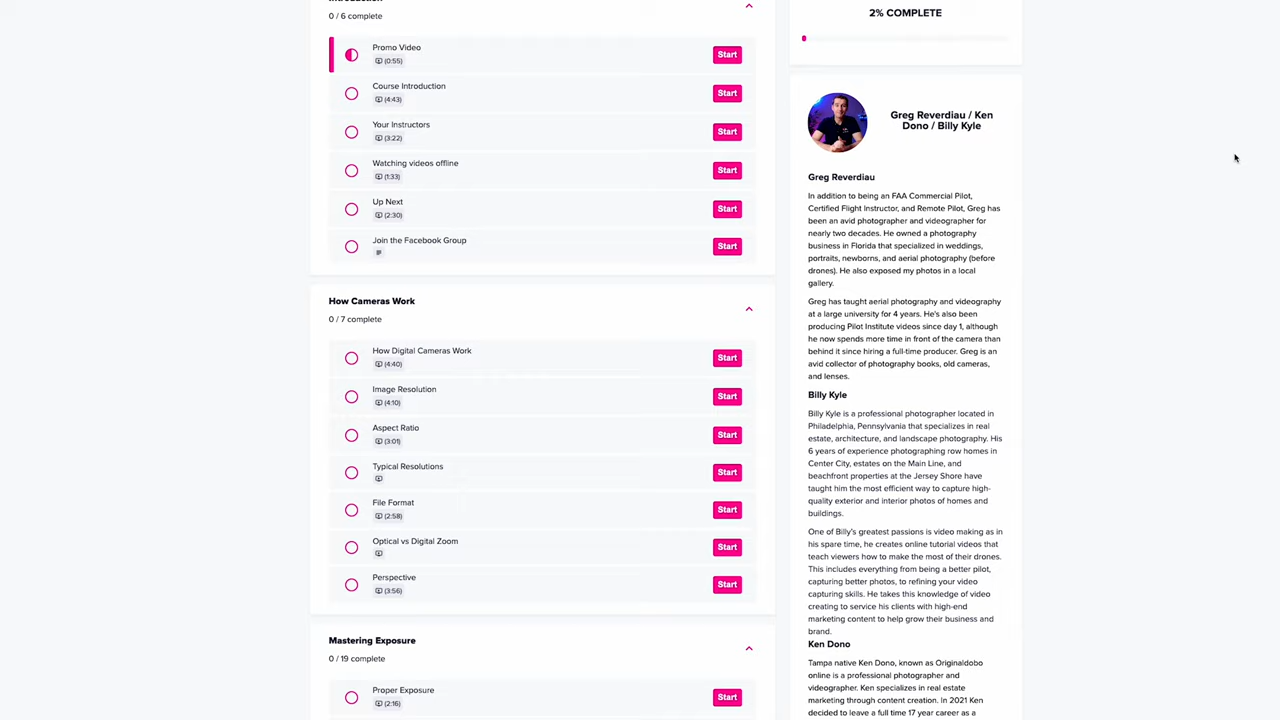 Introduction
0 / 6 complete
Promo Video
(0:55)
Start
Course Introduction
(4:43)
Start
Your Instructors
(3:22)
Start
Watching videos offline
(1:33)
Start
Up Next
(2:30)
Start
Join the Facebook Group
Start
How Cameras Work
0 / 7 complete
How Digital Cameras Work
(4:40)
Start
Image Resolution
(4:10)
Start
Aspect Ratio
(3:01)
Start
Typical Resolutions
Start
File Format
(2:58)
Start
Optical vs Digital Zoom
Start
Perspective
(3:56)
Start
Mastering Exposure
0 / 19 complete
Proper Exposure
(2:16)
Start
2% COMPLETE
Greg Reverdiau / Ken
Dono / Billy Kyle
Greg Reverdiau
In addition to being an FAA Commercial Pilot,
Certified Flight Instructor, and Remote Pilot, Greg has
been an avid photographer and videographer for
nearly two decades. He owned a photography
business in Florida that specialized in weddings,
portraits, newborns, and aerial photography (before
drones). He also exposed my photos in a local
gallery.
Greg has taught aerial photography and videography
at a large university for 4 years. He's also been
producing Pilot Institute videos since day 1, although
he now spends more time in front of the camera than
behind it since hiring a full-time producer. Greg is an
avid collector of photography books, old cameras,
and lenses.
Billy Kyle
Billy Kyle is a professional photographer located in
Philadelphia, Pennsylvania that specializes in real
estate, architecture, and landscape photography. His
6 years of experience photographing row homes in
Center City, estates on the Main Line, and
beachfront properties at the Jersey Shore have
taught him the most efficient way to capture high-
quality exterior and interior photos of homes and
buildings.
One of Billy's greatest passions is video making as in
his spare time, he creates online tutorial videos that
teach viewers how to make the most of their drones.
This includes everything from being a better pilot,
capturing better photos, to refining your video
capturing skills. He takes this knowledge of video
creating to service his clients with high-end
marketing content to help grow their business and
brand.
Ken Dono
Tampa native Ken Dono, known as Originaldobo
online is a professional photographer and
videographer. Ken specializes in real estate
marketing through content creation. in 2021 Ken
decided to leave a full time 17 year career as a